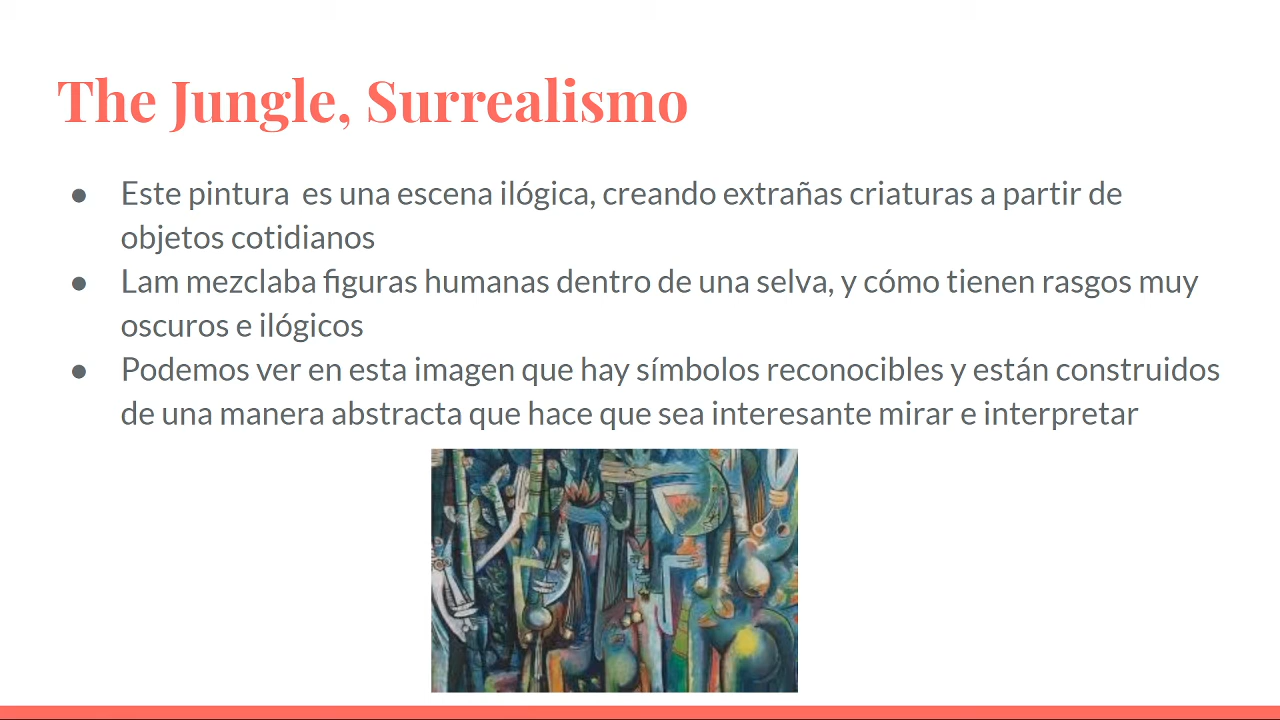 The Jungle, Surrealismo
● Este pintura  es una escena ilógica, creando extrañas criaturas a partir de
objetos cotidianos
● Lam mezclaba figuras humanas dentro de una selva, y cómo tienen rasgos muy
oscuros e ilógicos
● Podemos ver en esta imagen que hay símbolos reconocibles y están construidos
de una manera abstracta que hace que sea interesante mirar e interpretar